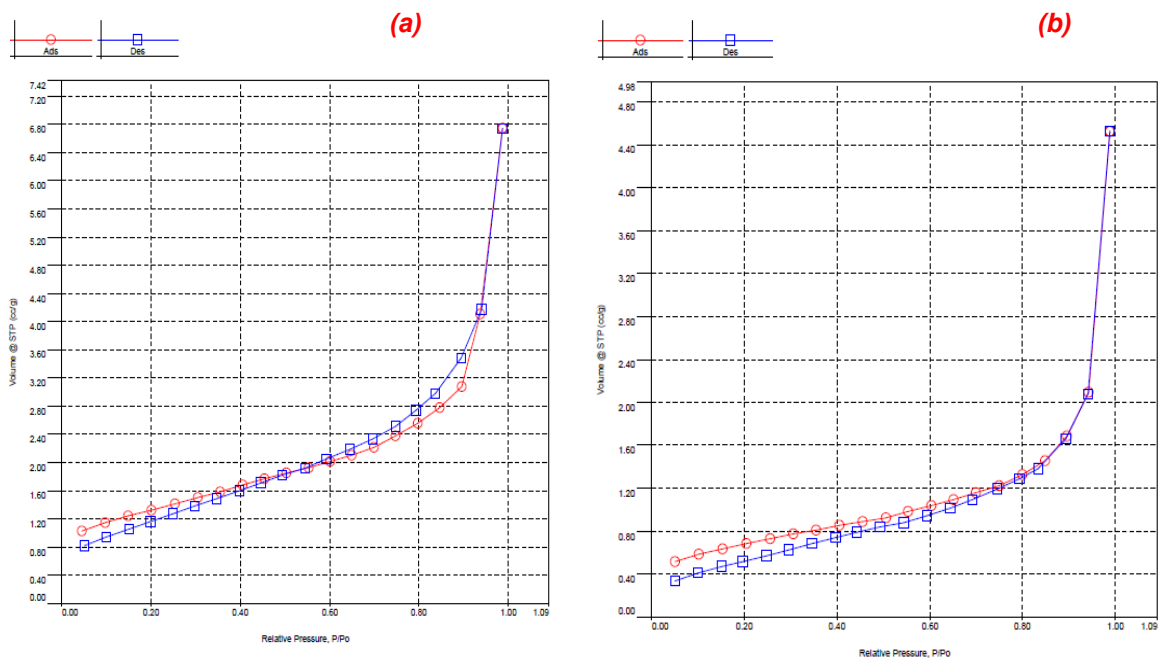 (a)
Ads
Des
7.42
7.20
6.80
6.40
6.00
5.60
5.20
4.80
4.40
4.00
3.60
3.20
2.80
2.40
2.00
1.60
1.20
0.80
0.40
0.00
Volume @ STP (cc/g)
0.00 0.20 0.40 0.60 0.80 1.00 1.09
Relative Pressure, P/Po
(b)
Ads
Des
4.98
4.80
4.40
4.00
3.60
3.20
2.80
2.40
2.00
1.60
1.20
0.80
0.40
0.00
Volume @ STP (cc/g)
0.00 0.20 0.40 0.60 0.80 1.00 1.09
Relative Pressure, P/Po